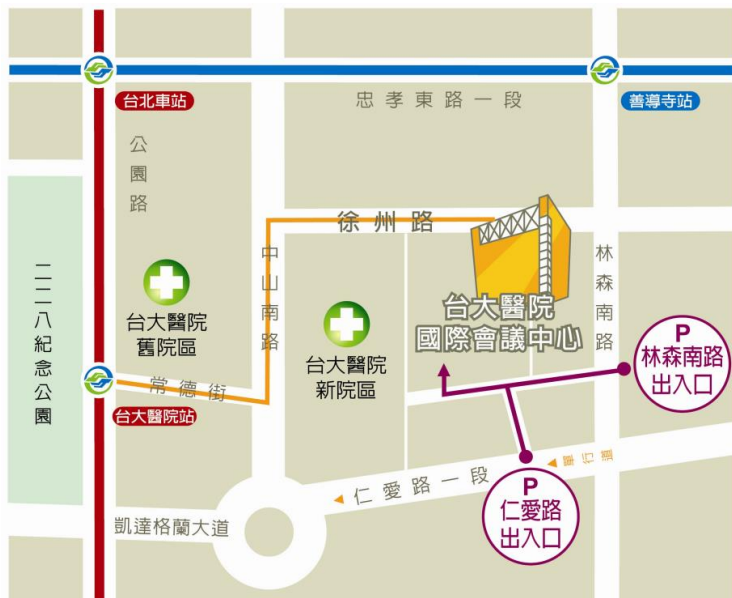 台北車站
善導寺站
忠孝東路一段
公園路
徐州路
中山南路
林森南路
二二八紀念公園
台大醫院
舊院區
台大醫院
新院區
台大醫院
國際會議中心
P
林森南路
出入口
常德街
台大醫院站
單行道
仁愛路一段
P
仁愛路
出入口
凱達格蘭大道